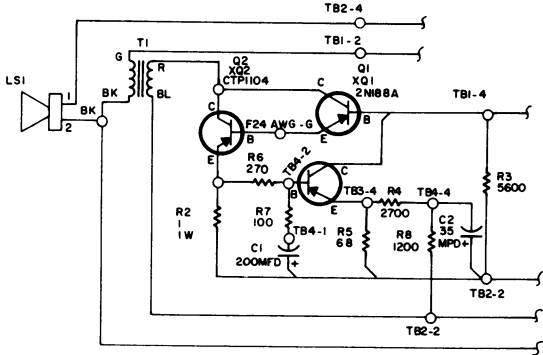 TB2-4
T1
TB1-2
G
R
Q2
XQ2
CTP1104
Q1
XQ1
2N188A
LS1
1
2
BK
BK
BL
C
C
TB1-4
B
F24 AWG-G
E
B
E
TB4-2
R6
270
C
B
E
R3
5600
TB3-4
R4
2700
TB4-4
R2
1
1W
R7
100
TB4-1
C1
200MFD
+
R5
68
R8
1200
C2
35
MPD+
TB2-2
TB2-2